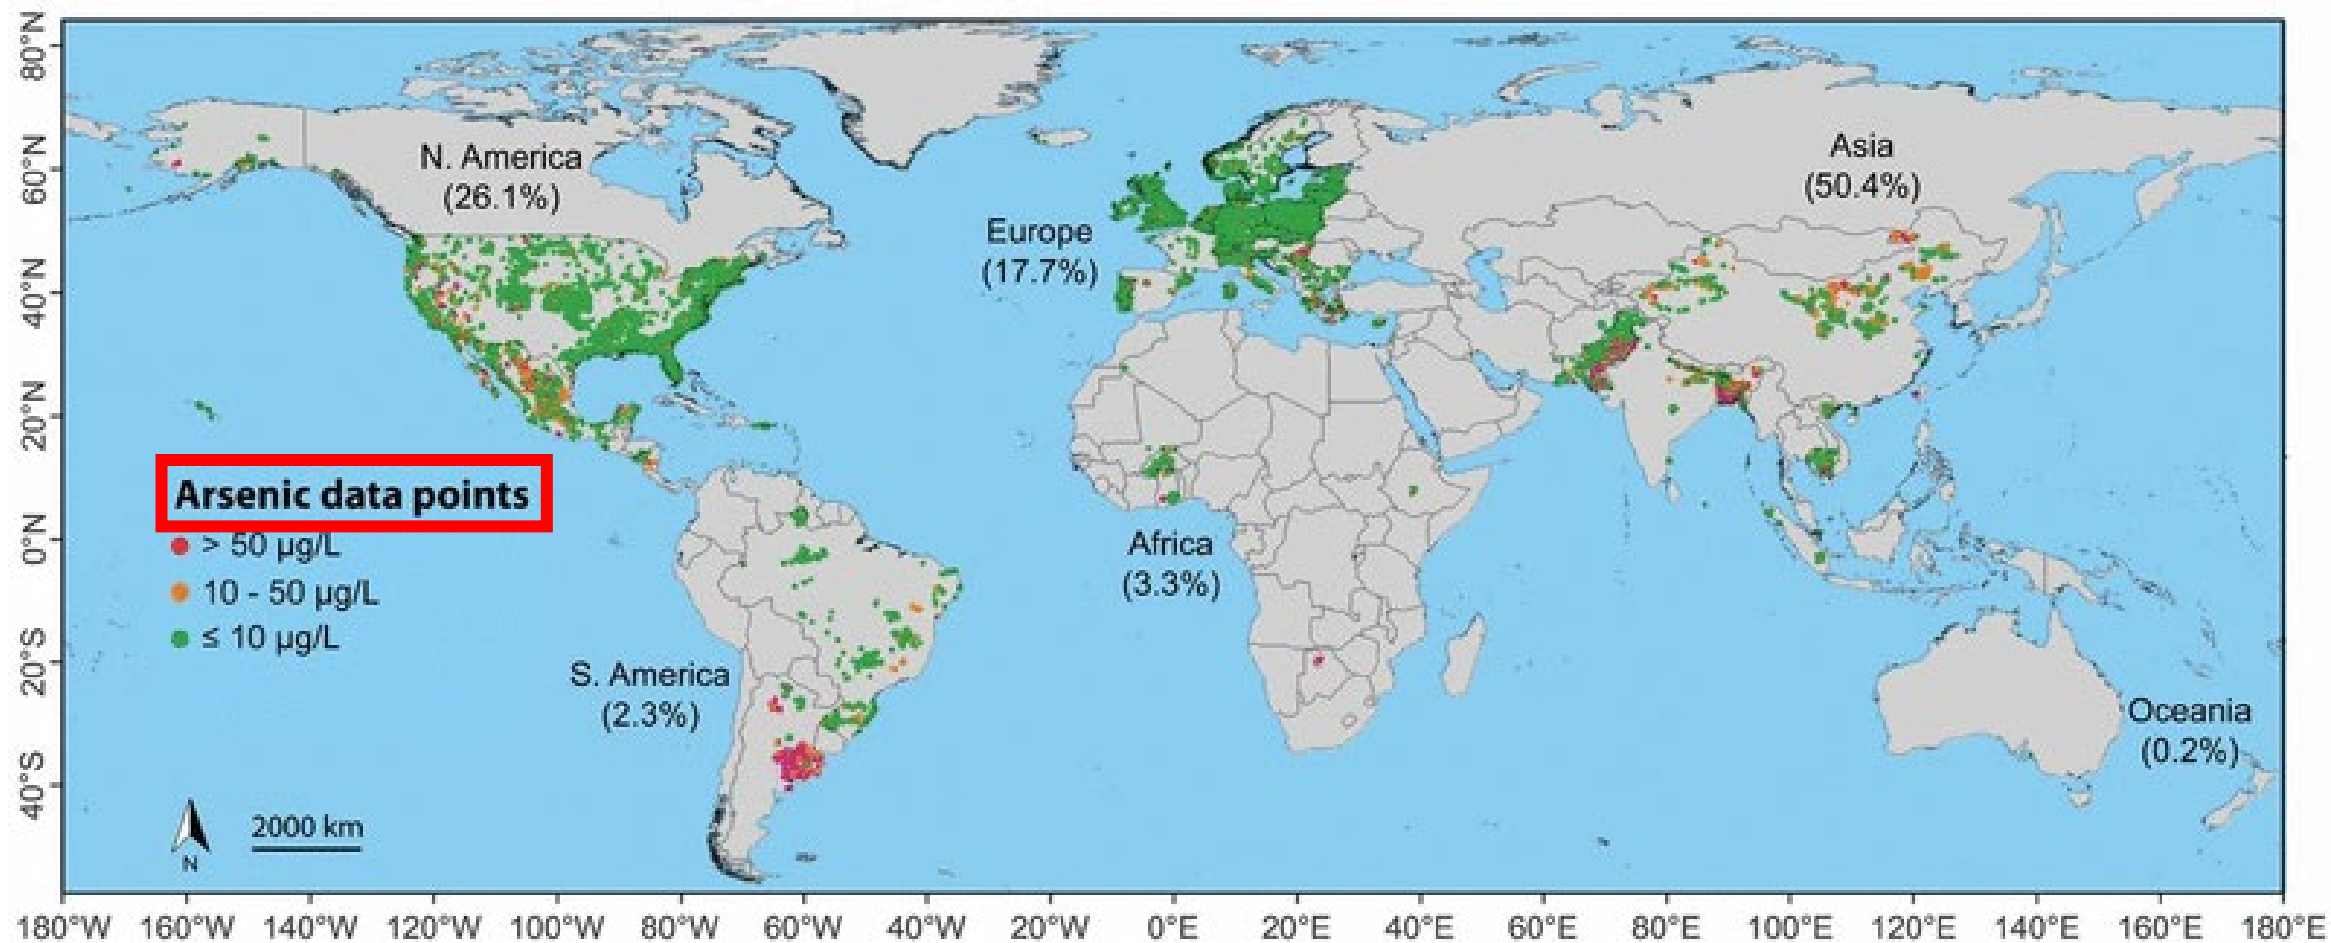 80°N
60°N
40°N
20°N
0°N
20°S
40°S
N. America
(26.1%)
Europe
(17.7%)
Asia
(50.4%)
Arsenic data points
> 50 µg/L
10 - 50 µg/L
≤ 10 µg/L
Africa
(3.3%)
S. America
(2.3%)
Oceania
(0.2%)
N
2000 km
180°W 160°W 140°W 120°W 100°W 80°W 60°W 40°W 20°W 0°E 20°E 40°E 60°E 80°E 100°E 120°E 140°E 160°E 180°E